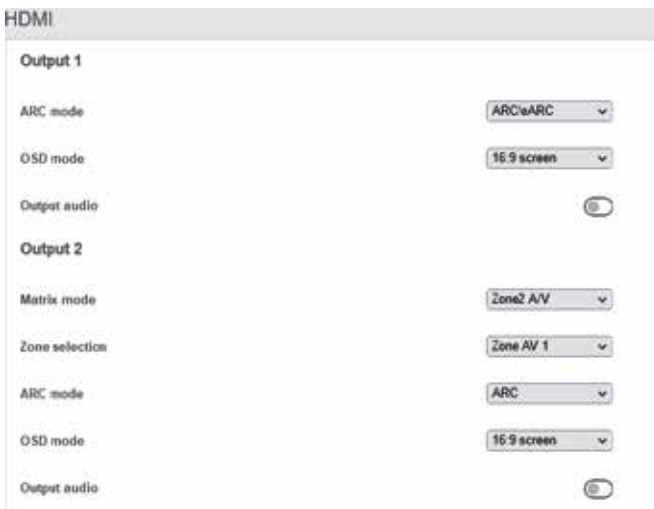 HDMI
Output 1
ARC mode ARC/eARC
OSD mode 16:9 screen
Output audio
Output 2
Matrix mode Zone2 A/V
Zone selection Zone AV 1
ARC mode ARC
OSD mode 16:9 screen
Output audio